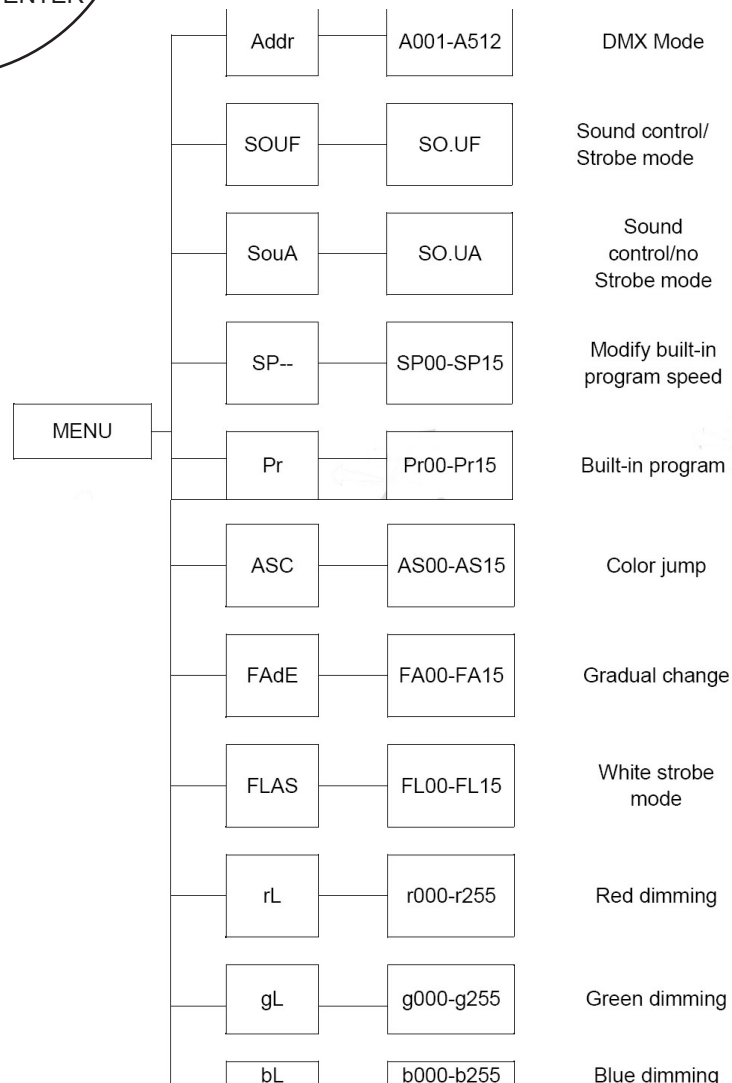 ENTER
Addr A001-A512 DMX Mode
SOUF SO.UF Sound control/
Strobe mode
SouA SO.UA Sound
control/no
Strobe mode
SP-- SP00-SP15 Modify built-in
program speed
MENU
Pr Pr00-Pr15 Built-in program
ASC AS00-AS15 Color jump
FAdE FA00-FA15 Gradual change
FLAS FL00-FL15 White strobe
mode
rL r000-r255 Red dimming
gL g000-g255 Green dimming
bL b000-b255 Blue dimming